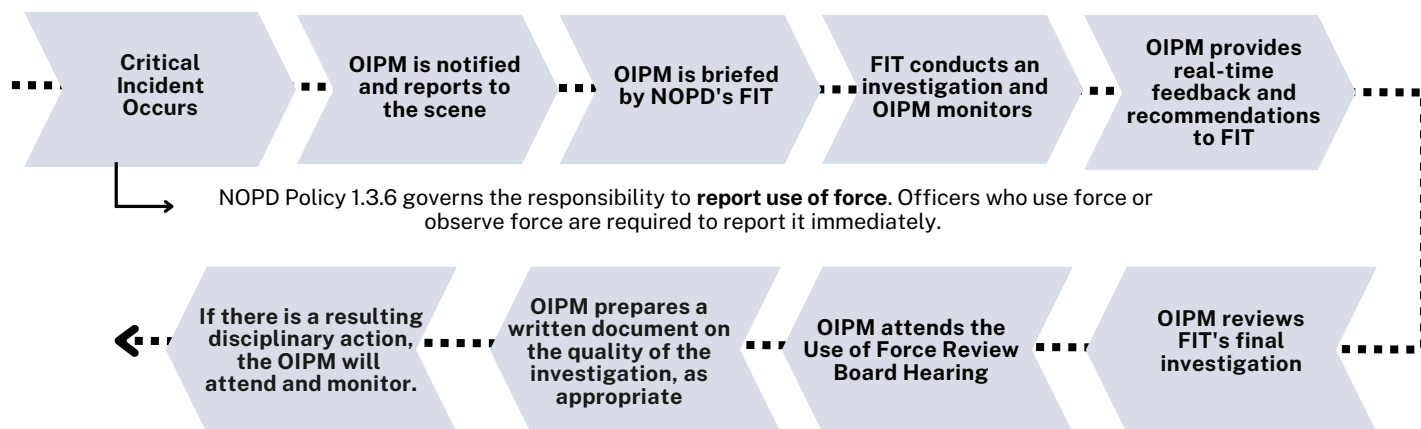 Critical
Incident
Occurs
OIPM is notified
and reports to
the scene
OIPM is briefed
by NOPD's FIT
FIT conducts an
investigation and
OIPM monitors
OIPM provides
real-time
feedback and
recommendations
to FIT
NOPD Policy 1.3.6 governs the responsibility to report use of force. Officers who use force or
observe force are required to report it immediately.
OIPM reviews
FIT's final
investigation
OIPM attends the
Use of Force Review
Board Hearing
OIPM prepares a
written document on
the quality of the
investigation, as
appropriate
If there is a resulting
disciplinary action,
the OIPM will
attend and monitor.